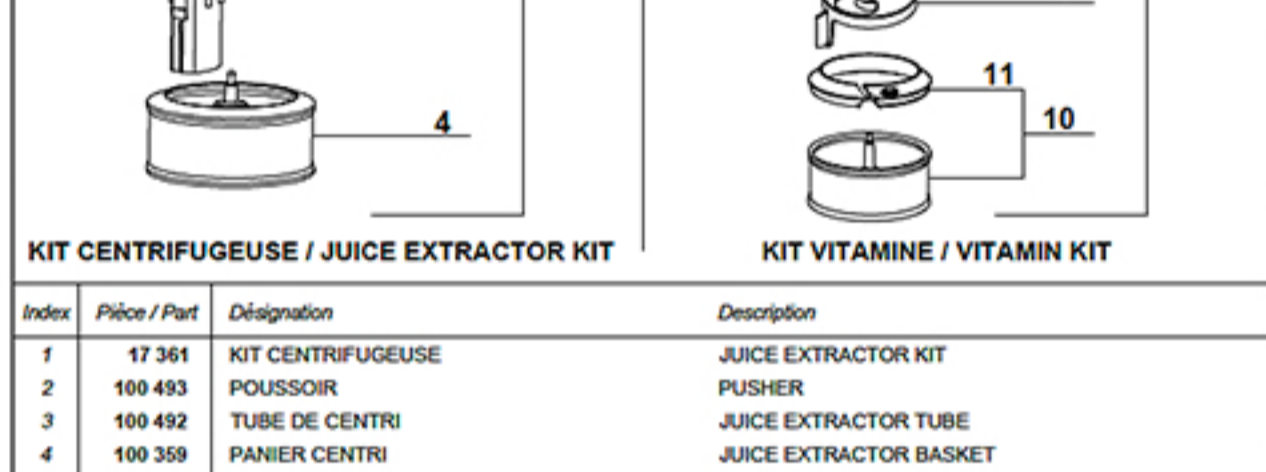 4
11
10
KIT CENTRIFUGEUSE / JUICE EXTRACTOR KIT
KIT VITAMINE / VITAMIN KIT
Index Pièce / Part Désignation Description
1 17 361 KIT CENTRIFUGEUSE JUICE EXTRACTOR KIT
2 100 493 POUSSOIR PUSHER
3 100 492 TUBE DE CENTRI JUICE EXTRACTOR TUBE
4 100 359 PANIER CENTRI JUICE EXTRACTOR BASKET